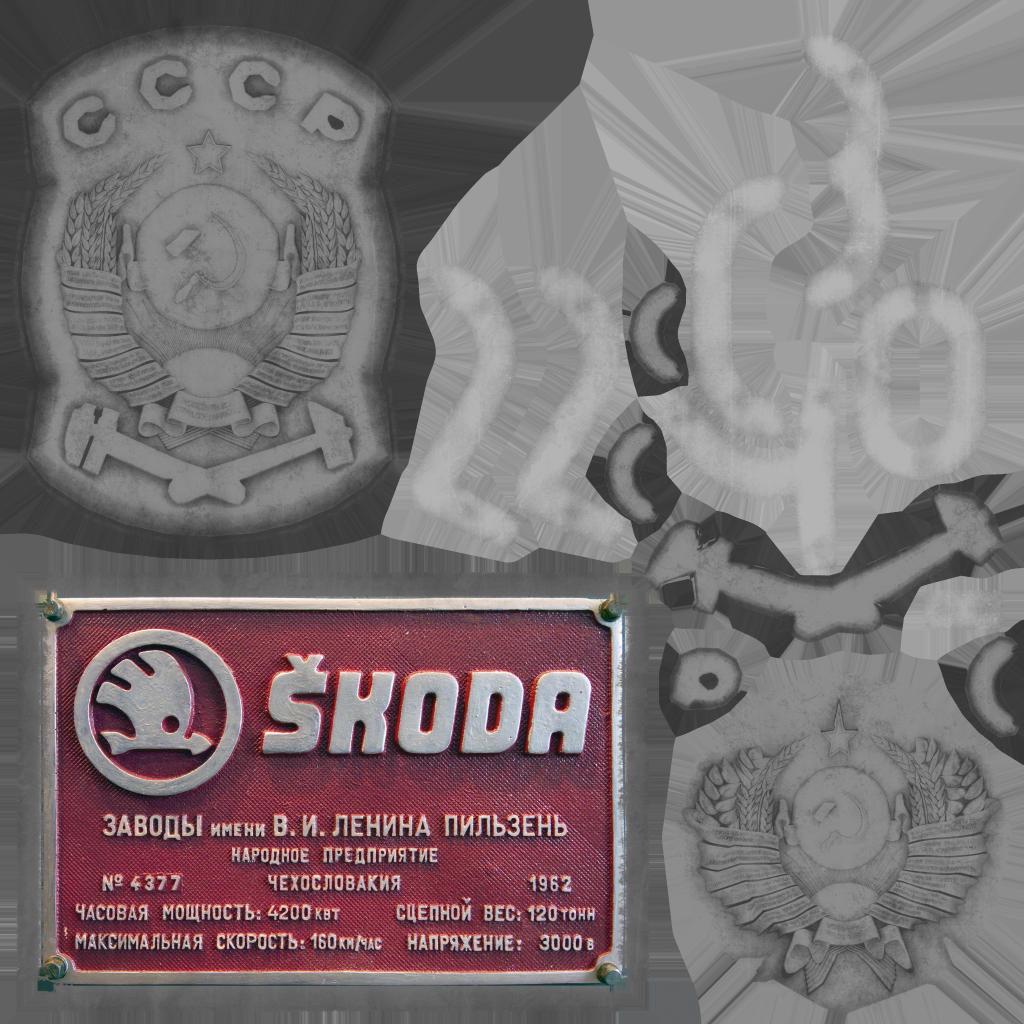 СССР
ŠKODA
ЗАВОДЫ ИМЕНИ В. И. ЛЕНИНА ПИЛЬЗЕНЬ
НАРОДНОЕ ПРЕДПРИЯТИЕ
№ 4377 ЧЕХОСЛОВАКИЯ 1962
ЧАСОВАЯ МОЩНОСТЬ: 4200 КВТ СЦЕПНОЙ ВЕС: 120 ТОНН
МАКСИМАЛЬНАЯ СКОРОСТЬ: 160 КМ/ЧАС НАПРЯЖЕНИЕ: 3000 В